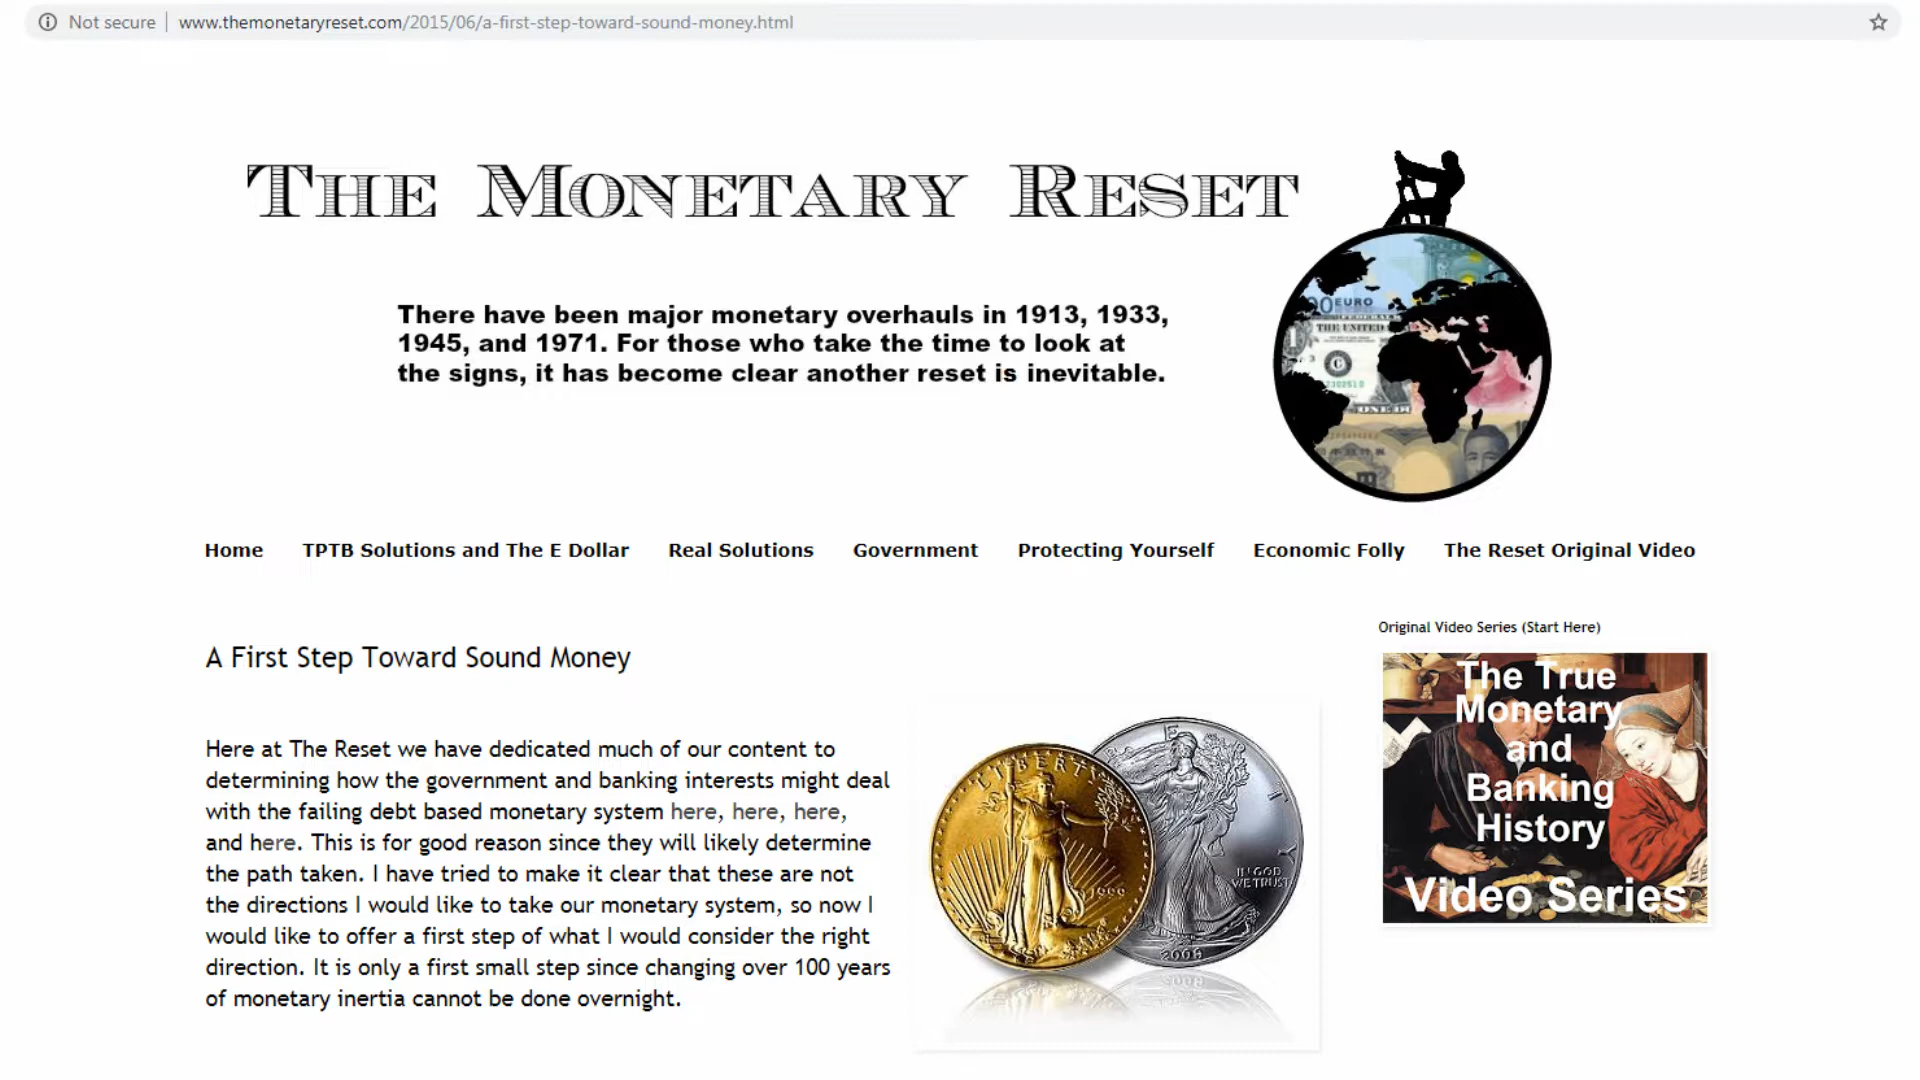 Not secure | www.themonetaryreset.com/2015/06/a-first-step-toward-sound-money.html
THE MONETARY RESET
There have been major monetary overhauls in 1913, 1933,
1945, and 1971. For those who take the time to look at
the signs, it has become clear another reset is inevitable.
EURO
THE UNITED
ONE
Home TPTB Solutions and The E Dollar Real Solutions Government Protecting Yourself Economic Folly The Reset Original Video
Original Video Series (Start Here)
A First Step Toward Sound Money
The True
Monetary
and
Banking
History
Video Series
Here at The Reset we have dedicated much of our content to
determining how the government and banking interests might deal
with the failing debt based monetary system here, here, here,
and here. This is for good reason since they will likely determine
the path taken. I have tried to make it clear that these are not
the directions I would like to take our monetary system, so now I
would like to offer a first step of what I would consider the right
direction. It is only a first small step since changing over 100 years
of monetary inertia cannot be done overnight.
LIBERTY
IN GOD
WE TRUST